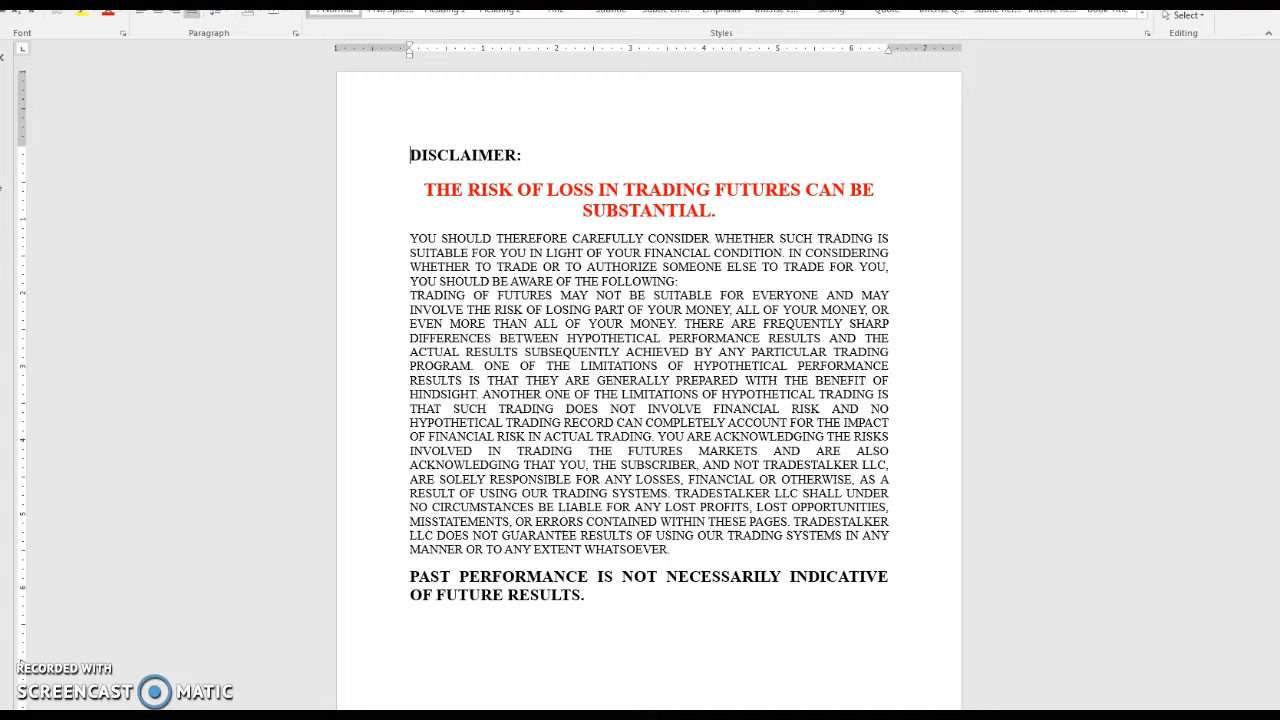 Select
Font
Paragraph
Styles
Editing
1 1 2 3 4 5 6 7
DISCLAIMER:
THE RISK OF LOSS IN TRADING FUTURES CAN BE
SUBSTANTIAL.
YOU SHOULD THEREFORE CAREFULLY CONSIDER WHETHER SUCH TRADING IS
SUITABLE FOR YOU IN LIGHT OF YOUR FINANCIAL CONDITION. IN CONSIDERING
WHETHER TO TRADE OR TO AUTHORIZE SOMEONE ELSE TO TRADE FOR YOU,
YOU SHOULD BE AWARE OF THE FOLLOWING:
TRADING OF FUTURES MAY NOT BE SUITABLE FOR EVERYONE AND MAY
INVOLVE THE RISK OF LOSING PART OF YOUR MONEY, ALL OF YOUR MONEY, OR
EVEN MORE THAN ALL OF YOUR MONEY. THERE ARE FREQUENTLY SHARP
DIFFERENCES BETWEEN HYPOTHETICAL PERFORMANCE RESULTS AND THE
ACTUAL RESULTS SUBSEQUENTLY ACHIEVED BY ANY PARTICULAR TRADING
PROGRAM. ONE OF THE LIMITATIONS OF HYPOTHETICAL PERFORMANCE
RESULTS IS THAT THEY ARE GENERALLY PREPARED WITH THE BENEFIT OF
HINDSIGHT. ANOTHER ONE OF THE LIMITATIONS OF HYPOTHETICAL TRADING IS
THAT SUCH TRADING DOES NOT INVOLVE FINANCIAL RISK AND NO
HYPOTHETICAL TRADING RECORD CAN COMPLETELY ACCOUNT FOR THE IMPACT
OF FINANCIAL RISK IN ACTUAL TRADING. YOU ARE ACKNOWLEDGING THE RISKS
INVOLVED IN TRADING THE FUTURES MARKETS AND ARE ALSO
ACKNOWLEDGING THAT YOU, THE SUBSCRIBER, AND NOT TRADESTALKER LLC,
ARE SOLELY RESPONSIBLE FOR ANY LOSSES, FINANCIAL OR OTHERWISE, AS A
RESULT OF USING OUR TRADING SYSTEMS. TRADESTALKER LLC SHALL UNDER
NO CIRCUMSTANCES BE LIABLE FOR ANY LOST PROFITS, LOST OPPORTUNITIES,
MISSTATEMENTS, OR ERRORS CONTAINED WITHIN THESE PAGES. TRADESTALKER
LLC DOES NOT GUARANTEE RESULTS OF USING OUR TRADING SYSTEMS IN ANY
MANNER OR TO ANY EXTENT WHATSOEVER.
PAST PERFORMANCE IS NOT NECESSARILY INDICATIVE
OF FUTURE RESULTS.
RECORDED WITH
SCREENCAST MATIC